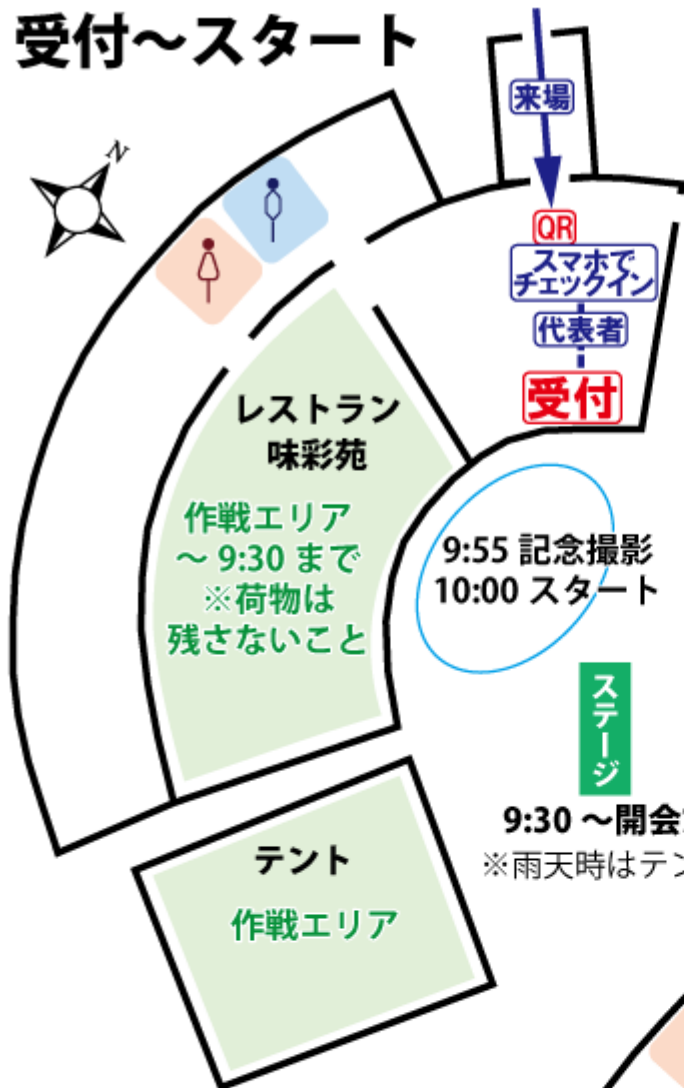 受付～スタート
N
来場
QR
スマホで
チェックイン
代表者
受付
レストラン
味彩苑
作戦エリア
～ 9:30 まで
※荷物は
残さないこと
9:55 記念撮影
10:00 スタート
ステージ
9:30 ～開会
※雨天時はテン
テント
作戦エリア